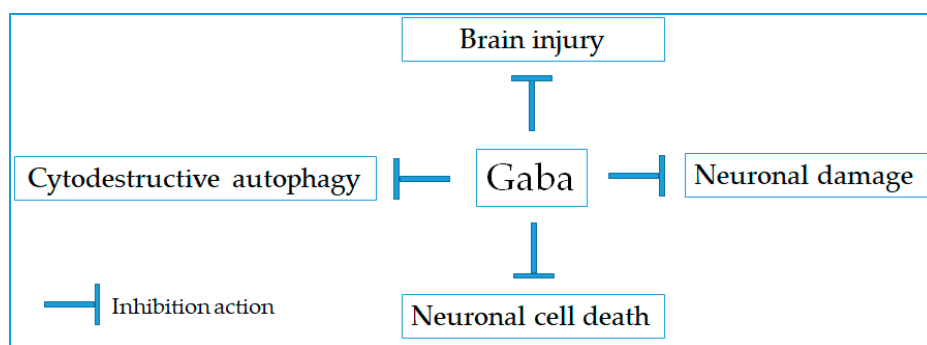 Brain injury
Cytodestructive autophagy
Gaba
Neuronal damage
Inhibition action
Neuronal cell death